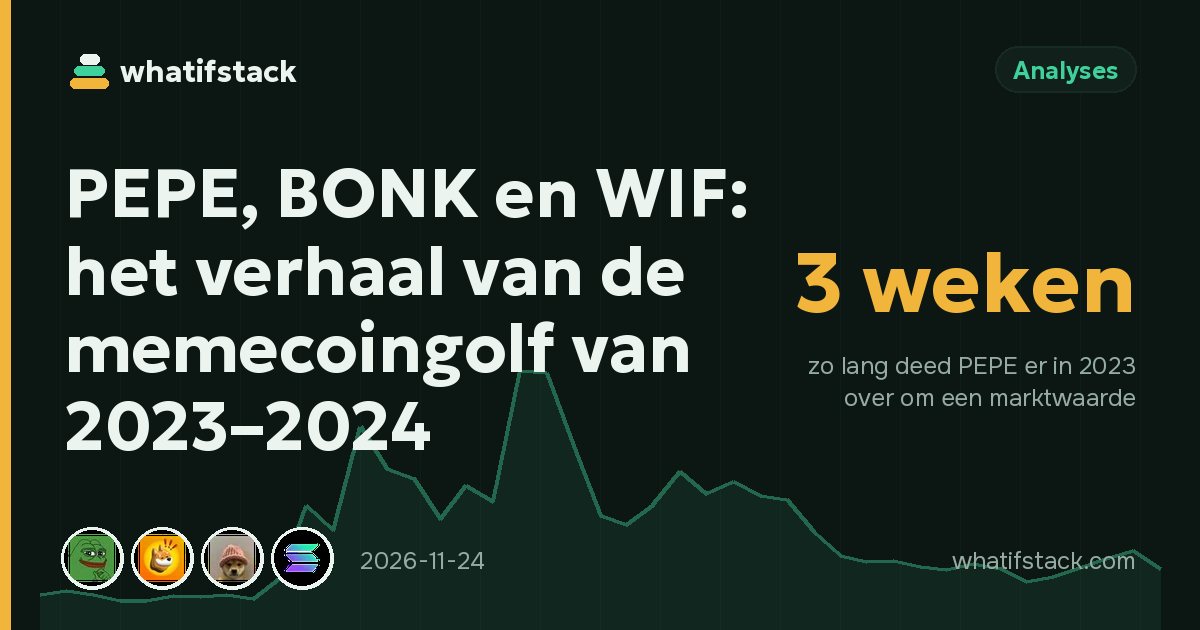 whatifstack
Analyses
PEPE, BONK en WIF:
het verhaal van de
memecoingolf van
2023–2024
3 weken
zo lang deed PEPE er in 2023
over om een marktwaarde
2026-11-24
whatifstack.com